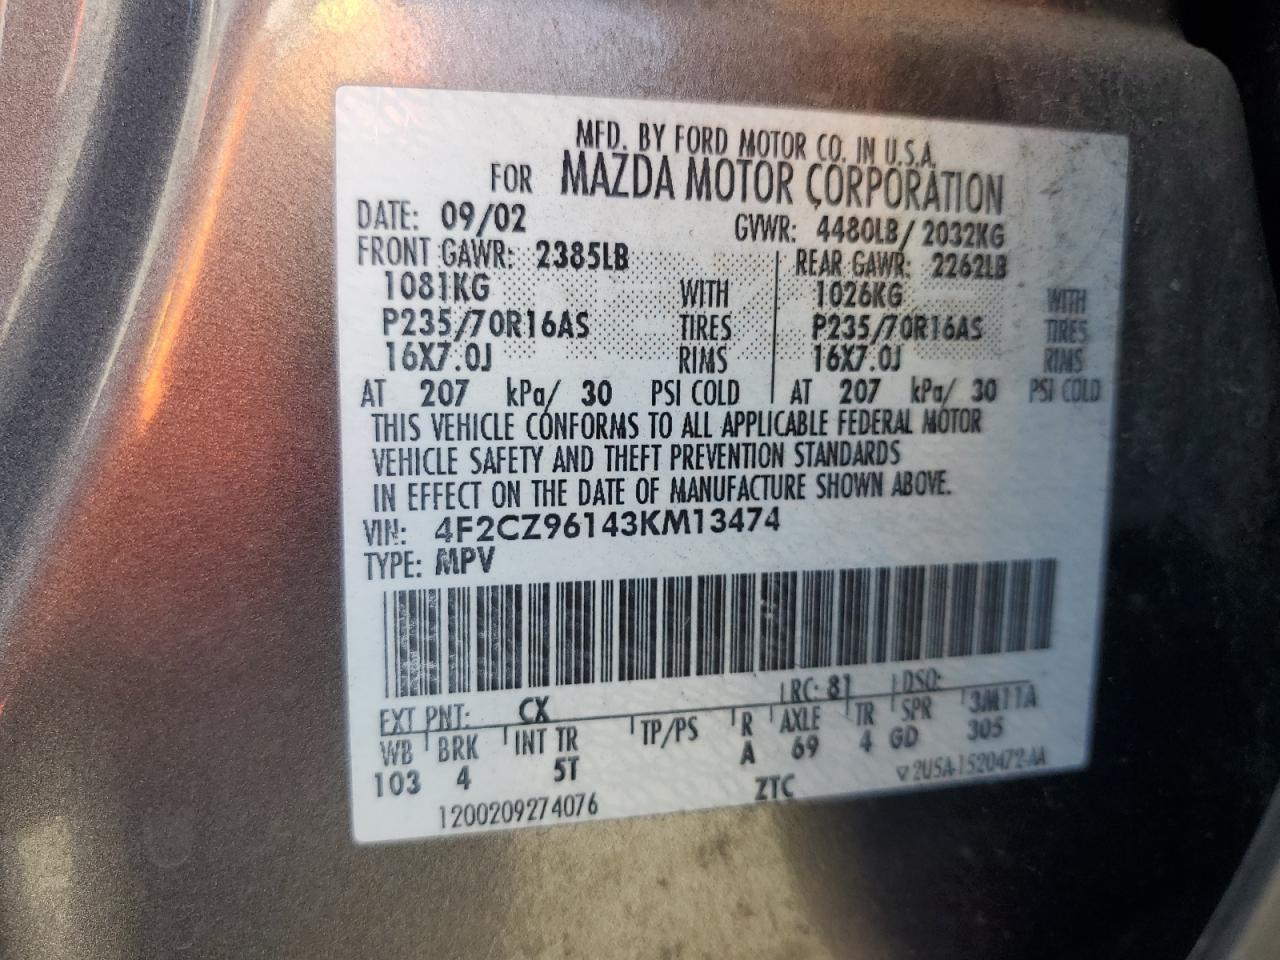 MFD. BY FORD MOTOR CO. IN U.S.A.
FOR MAZDA MOTOR CORPORATION
DATE: 09/02 GVWR: 4480LB/ 2032KG
FRONT GAWR: 2385LB REAR GAWR: 2262LB
1081KG WITH 1026KG WITH
P235/70R16AS TIRES P235/70R16AS TIRES
16X7.0J RIMS 16X7.0J RIMS
AT 207 kPa/ 30 PSI COLD AT 207 kPa/ 30 PSI COLD
THIS VEHICLE CONFORMS TO ALL APPLICABLE FEDERAL MOTOR
VEHICLE SAFETY AND THEFT PREVENTION STANDARDS
IN EFFECT ON THE DATE OF MANUFACTURE SHOWN ABOVE.
VIN: 4F2CZ96143KM13474
TYPE: MPV
EXT PNT: CX RC: 81 DSO:
WB BRK INT TR TP/PS R AXLE TR SPR 3M11A
103 4 5T A 69 4 GD 305
1200209274076 ZTC 2U5A-1520472-AA